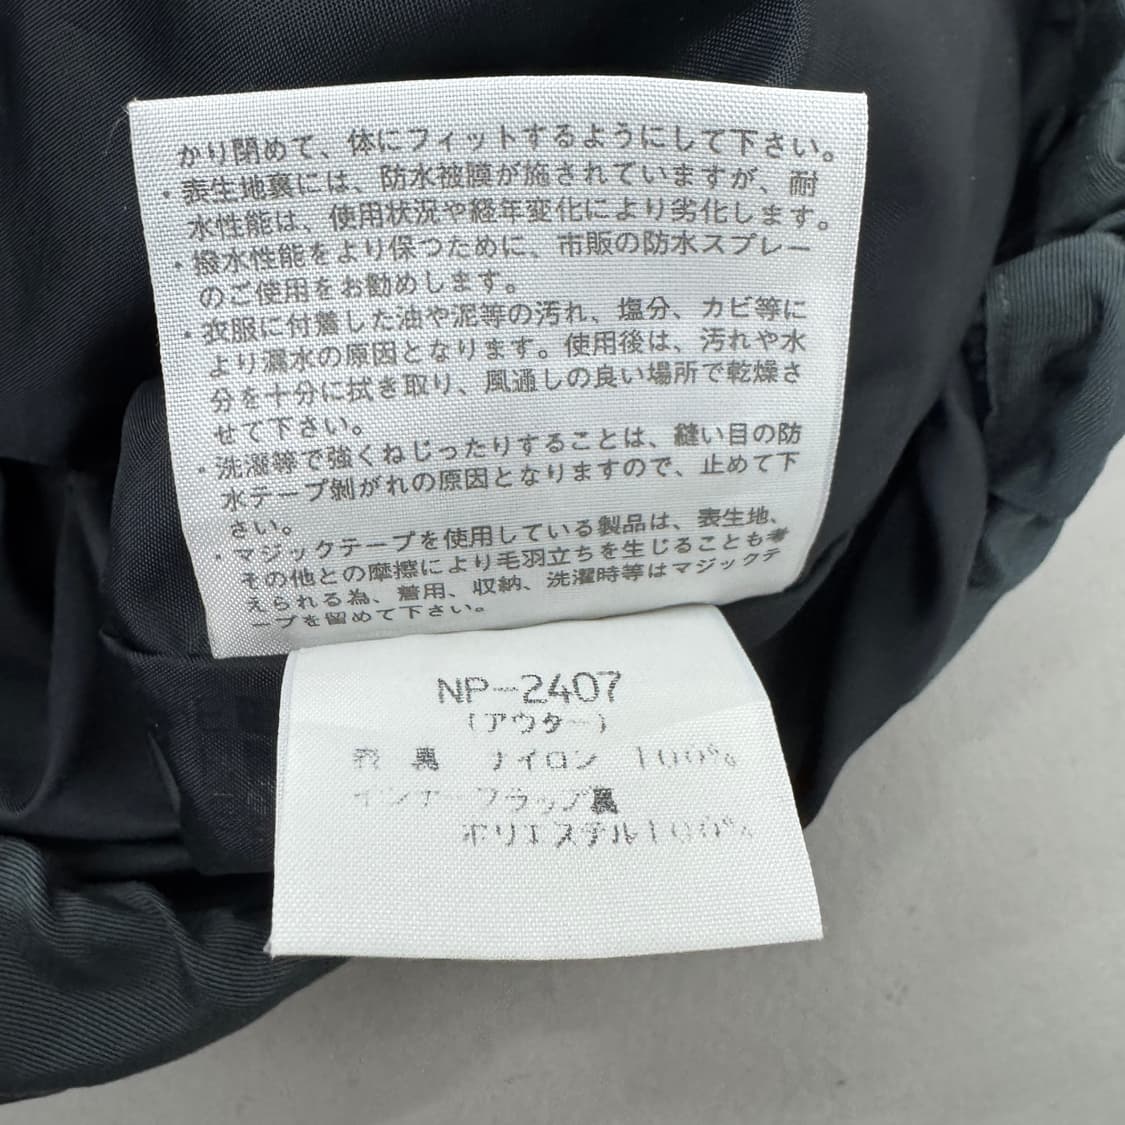 かり閉めて、体にフィットするようにして下さい。
・表生地裏には、防水被膜が施されていますが、耐
水性能は、使用状況や経年変化により劣化します。
・撥水性能をより保つために、市販の防水スプレー
のご使用をお勧めします。
・衣服に付着した油や泥等の汚れ、塩分、カビ等に
より漏水の原因となります。使用後は、汚れや水
分を十分に拭き取り、風通しの良い場所で乾燥さ
せて下さい。
・洗濯等で強くねじったりすることは、縫い目の防
水テープ剝がれの原因となりますので、止めて下
さい。
・マジックテープを使用している製品は、表生地、
その他との摩擦により毛羽立ちを生じることも考
えられる為、着用、収納、洗濯時等はマジックテ
ープを留めて下さい。
NP-2407
(アウター)
表 裏 ナイロン 100%
インナーフラップ裏
ポリエステル100%